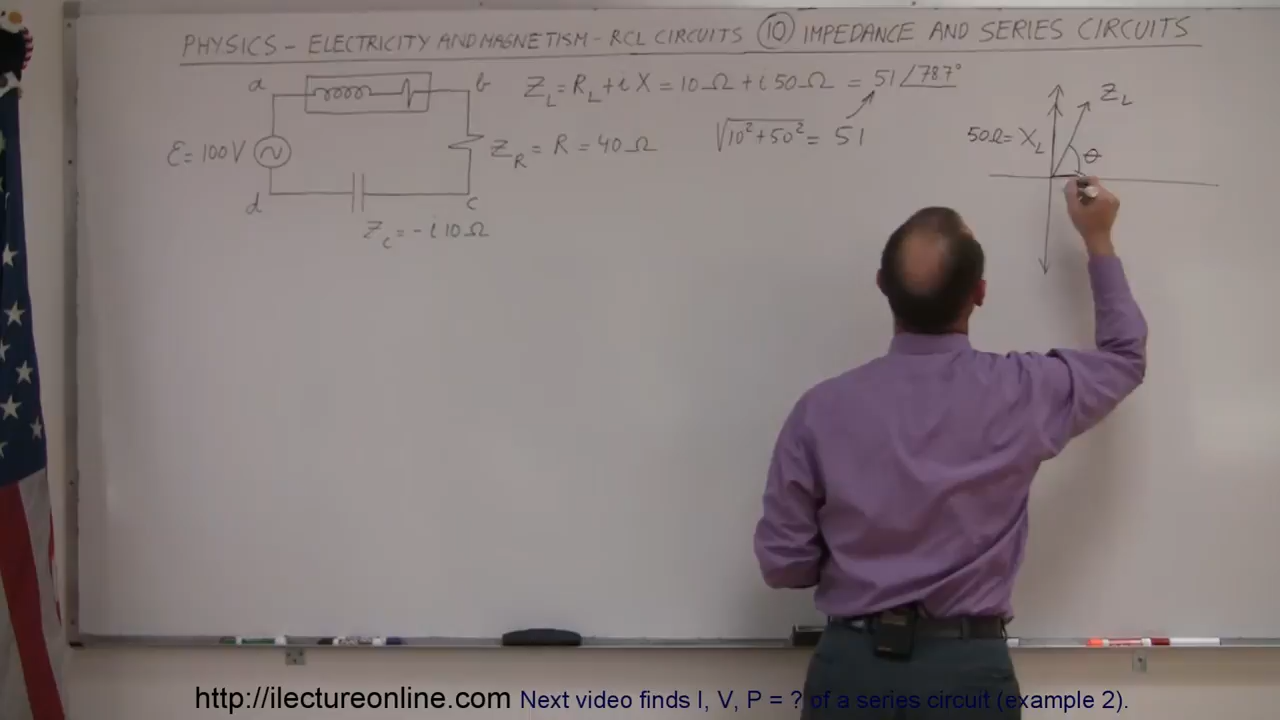 PHYSICS - ELECTRICITY AND MAGNETISM - RCL CIRCUITS ⑩ IMPEDANCE AND SERIES CIRCUITS
a
b
Z_L = R_L + i X = 10 Ω + i 50 Ω = 51 ∠78.7°
Z_L
√10² + 50² = 51
50Ω = X_L
θ
ℰ = 100 V
Z_R = R = 40 Ω
d
c
Z_C = - i 10 Ω
http://ilectureonline.com Next video finds I, V, P = ? of a series circuit (example 2).